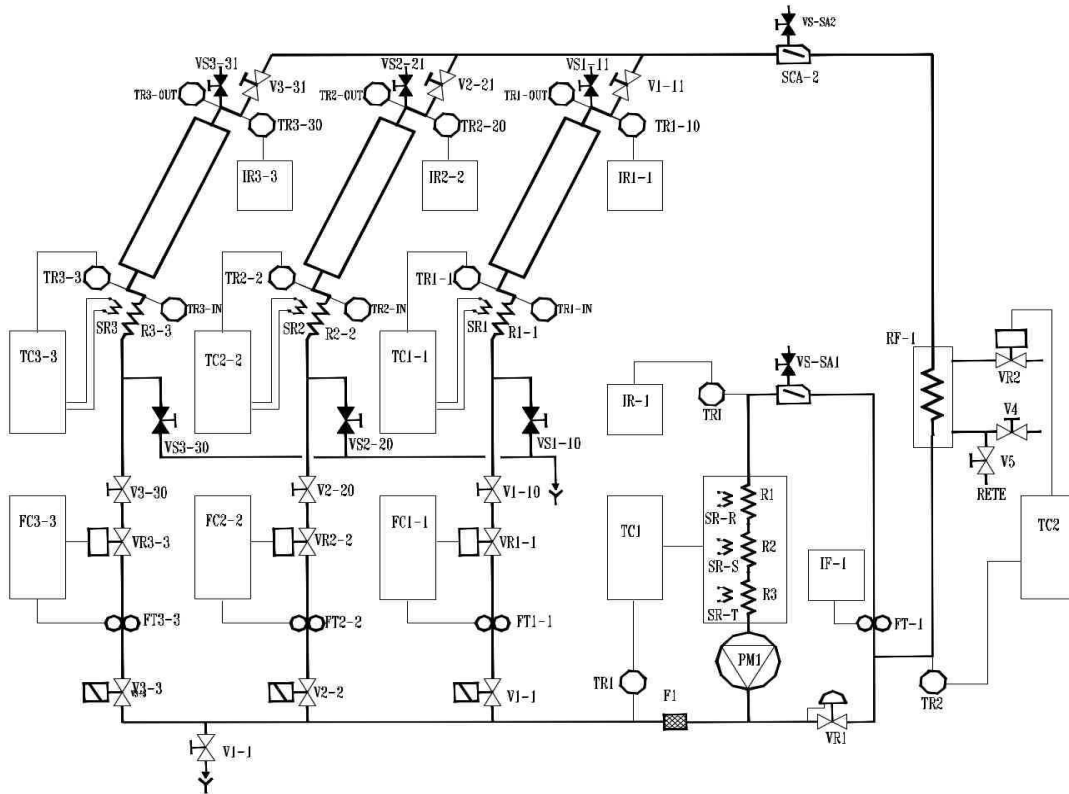 VS-SA2
SCA-2
VS3-31
V3-31
VS2-21
V2-21
VS1-11
V1-11
TR3-OUT
TR3-30
TR2-OUT
TR2-20
TR1-OUT
TR1-10
IR3-3
IR2-2
IR1-1
TR3-3
TR2-2
TR1-1
TR3-IN
TR2-IN
TR1-IN
SR3
R3-3
SR2
R2-2
SR1
R1-1
TC3-3
TC2-2
TC1-1
RF-1
VR2
VS-SA1
IR-1
TRI
V4
V5
RETE
VS3-30
VS2-20
VS1-10
V3-30
V2-20
V1-10
FC3-3
FC2-2
FC1-1
TC1
SR-R
R1
TC2
VR3-3
VR2-2
VR1-1
SR-S
R2
IF-1
SR-T
R3
FT3-3
FT2-2
FT1-1
FT-1
PM1
V3-3
V2-2
V1-1
TR1
TR2
F1
VR1
V1-1